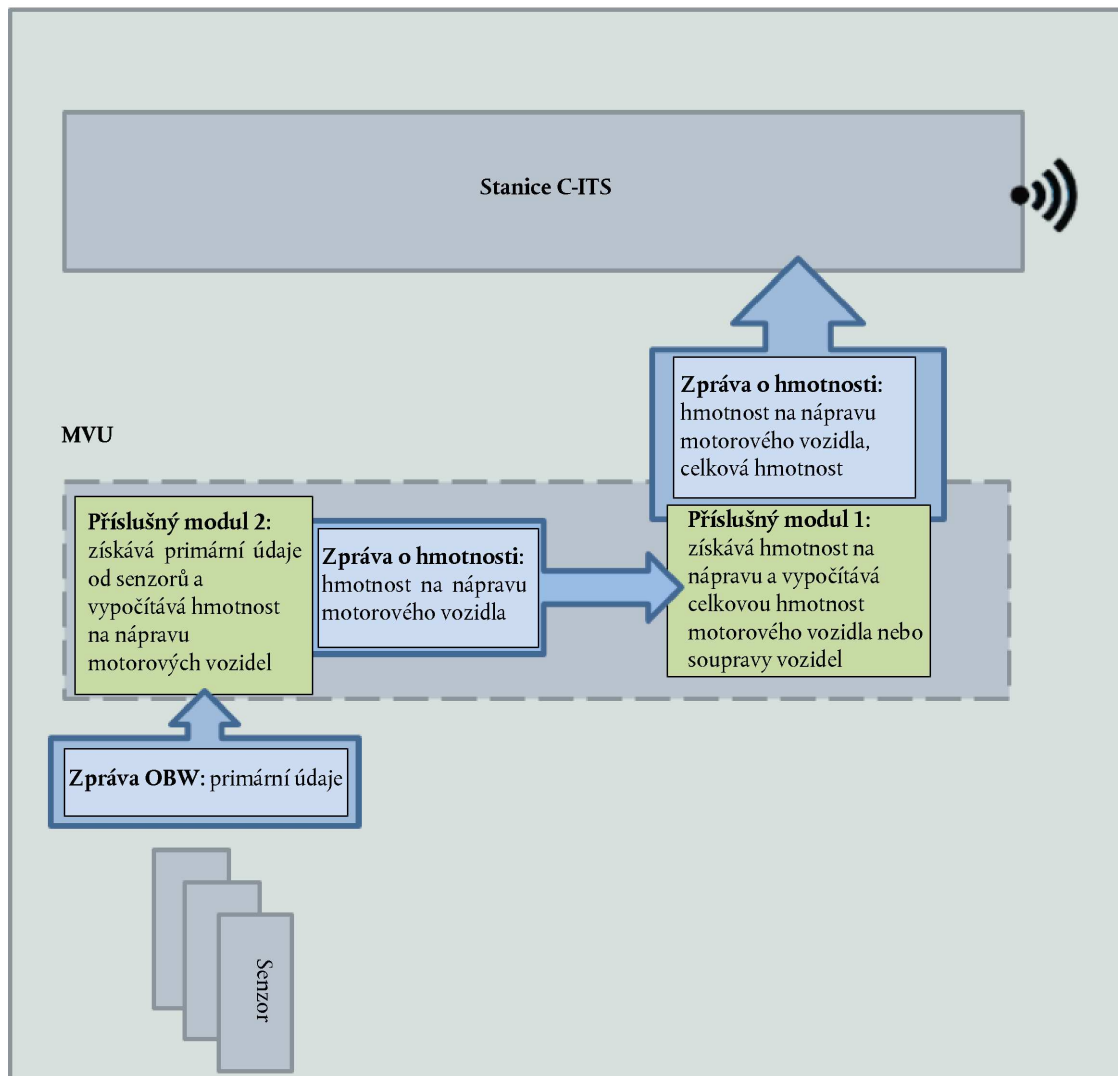 Stanice C-ITS
Zpráva o hmotnosti:
hmotnost na nápravu
motorového vozidla,
celková hmotnost
MVU
Příslušný modul 2:
získává primární údaje
od senzorů a
vypočítává hmotnost
na nápravu
motorových vozidel
Zpráva o hmotnosti:
hmotnost na nápravu
motorového vozidla
Příslušný modul 1:
získává hmotnost na
nápravu a vypočítává
celkovou hmotnost
motorového vozidla nebo
soupravy vozidel
Zpráva OBW: primární údaje
Senzor